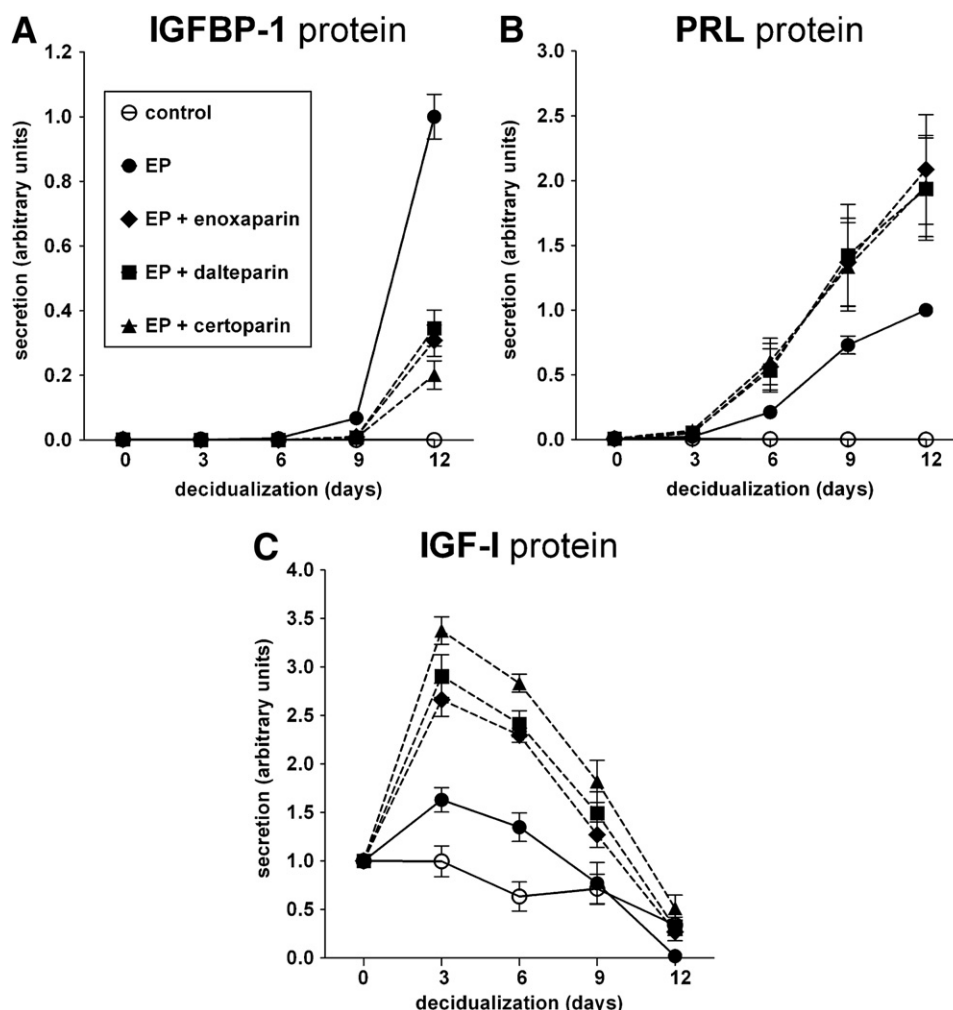 A IGFBP-1 protein
secretion (arbitrary units)
1.2
1.0
0.8
0.6
0.4
0.2
0.0
control
EP
EP + enoxaparin
EP + dalteparin
EP + certoparin
0 3 6 9 12
decidualization (days)
B PRL protein
secretion (arbitrary units)
3.0
2.5
2.0
1.5
1.0
0.5
0.0
0 3 6 9 12
decidualization (days)
C IGF-I protein
secretion (arbitrary units)
4.0
3.5
3.0
2.5
2.0
1.5
1.0
0.5
0.0
0 3 6 9 12
decidualization (days)